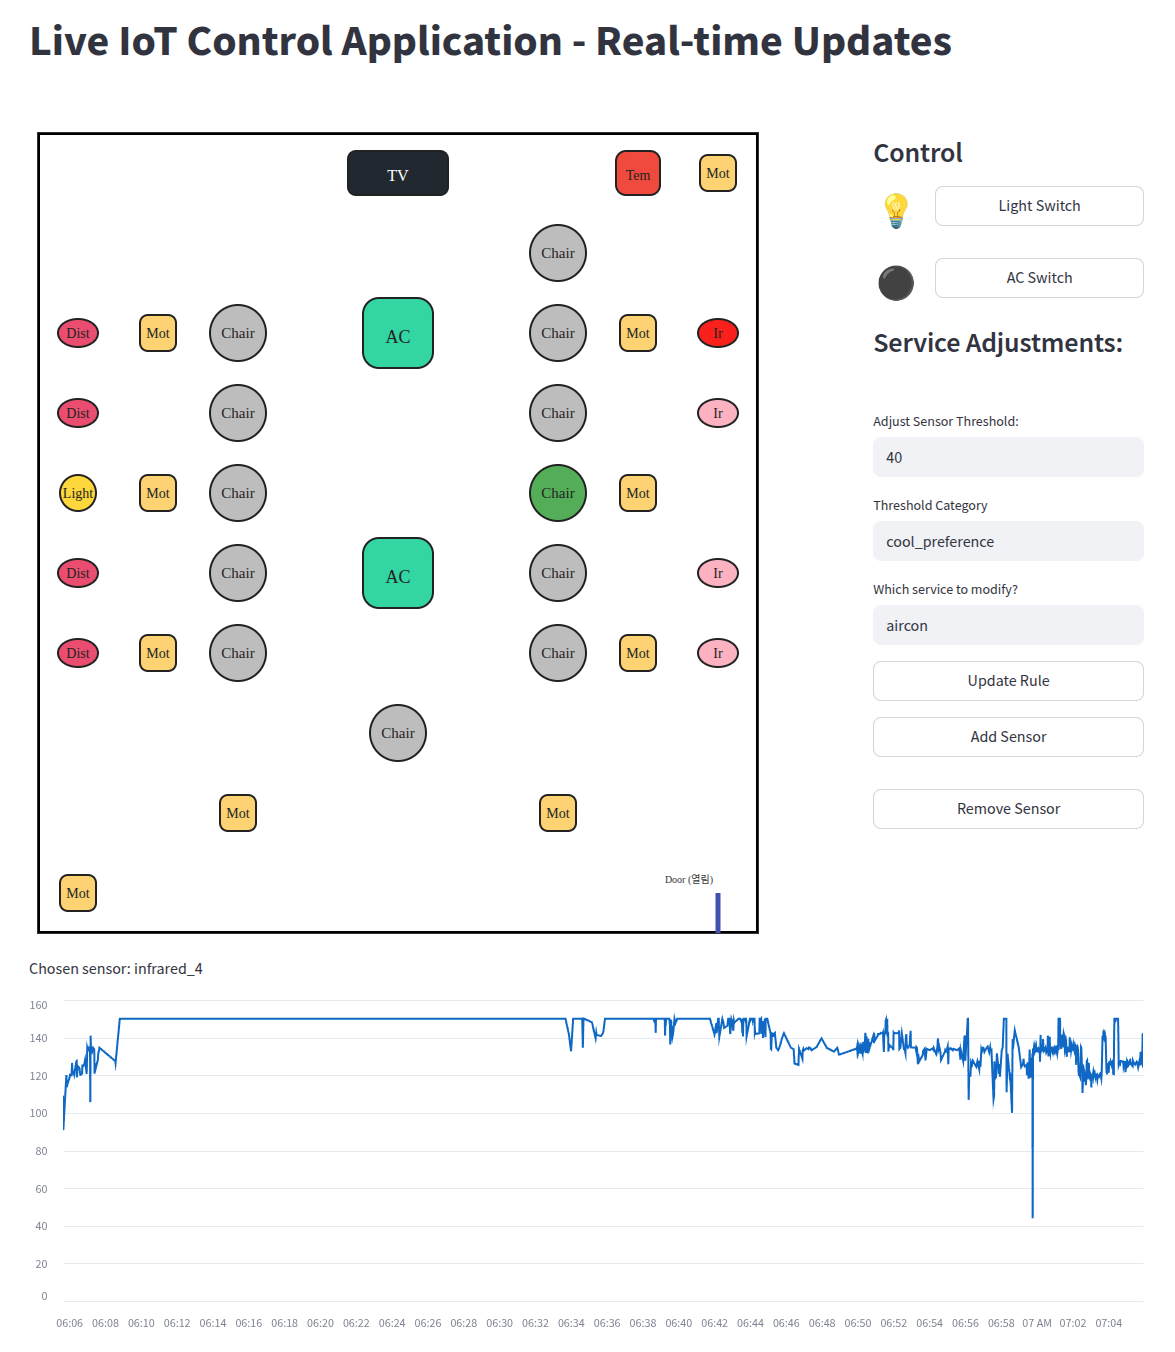 Live IoT Control Application - Real-time Updates
TV
Tem
Mot
Chair
Dist
Mot
Chair
AC
Chair
Mot
Ir
Dist
Chair
Chair
Ir
Light
Mot
Chair
Chair
Mot
Dist
Chair
AC
Chair
Ir
Dist
Mot
Chair
Chair
Mot
Ir
Chair
Mot
Mot
Mot
Door (열림)
Control
Light Switch
AC Switch
Service Adjustments:
Adjust Sensor Threshold:
40
Threshold Category
cool_preference
Which service to modify?
aircon
Update Rule
Add Sensor
Remove Sensor
Chosen sensor: infrared_4
160
140
120
100
80
60
40
20
0
06:06 06:08 06:10 06:12 06:14 06:16 06:18 06:20 06:22 06:24 06:26 06:28 06:30 06:32 06:34 06:36 06:38 06:40 06:42 06:44 06:46 06:48 06:50 06:52 06:54 06:56 06:58 07 AM 07:02 07:04